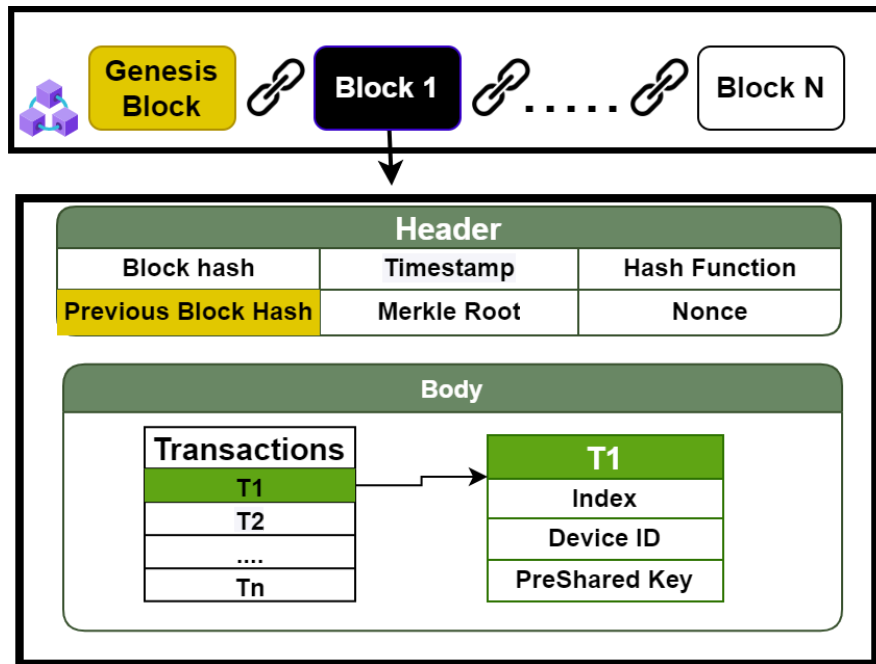 Genesis
Block
Block 1
.....
Block N
Header
Block hash
Timestamp
Hash Function
Previous Block Hash
Merkle Root
Nonce
Body
Transactions
T1
T2
....
Tn
T1
Index
Device ID
PreShared Key